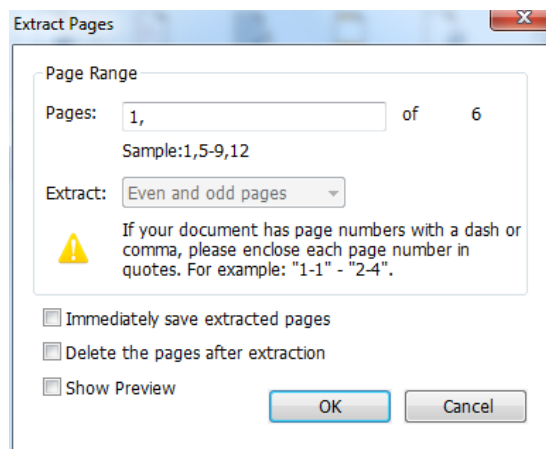 Extract Pages
Page Range
Pages: 1, of 6
Sample:1,5-9,12
Extract: Even and odd pages
If your document has page numbers with a dash or
comma, please enclose each page number in
quotes. For example: "1-1" - "2-4".
Immediately save extracted pages
Delete the pages after extraction
Show Preview
OK Cancel